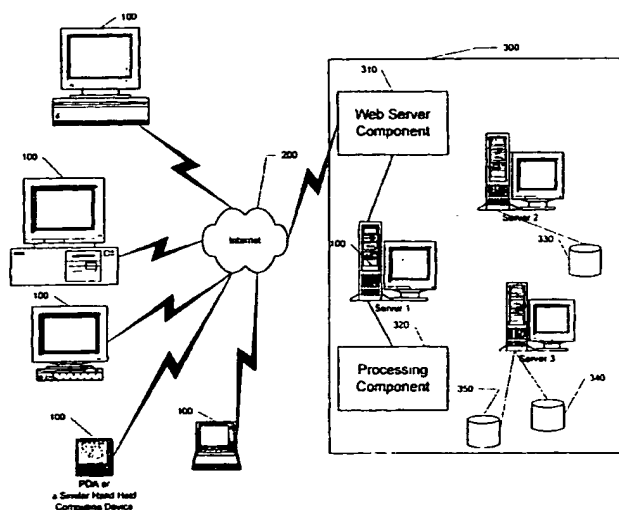 100
300
310
Web Server
Component
100
200
Internet
Server 2
330
100
100
Server 1
320
Server 3
Processing
Component
350
340
100
100
PDA or
a Similar Hand Held
Computing Device